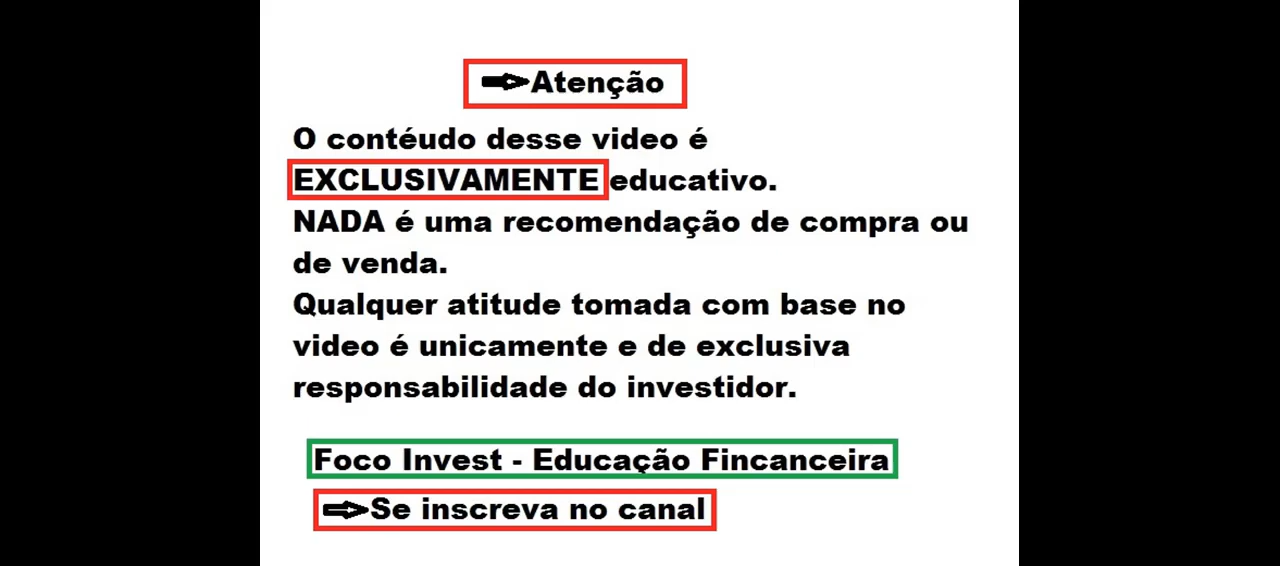 Atenção
O contéudo desse video é
EXCLUSIVAMENTE educativo.
NADA é uma recomendação de compra ou
de venda.
Qualquer atitude tomada com base no
video é unicamente e de exclusiva
responsabilidade do investidor.
Foco Invest - Educação Fincanceira
Se inscreva no canal